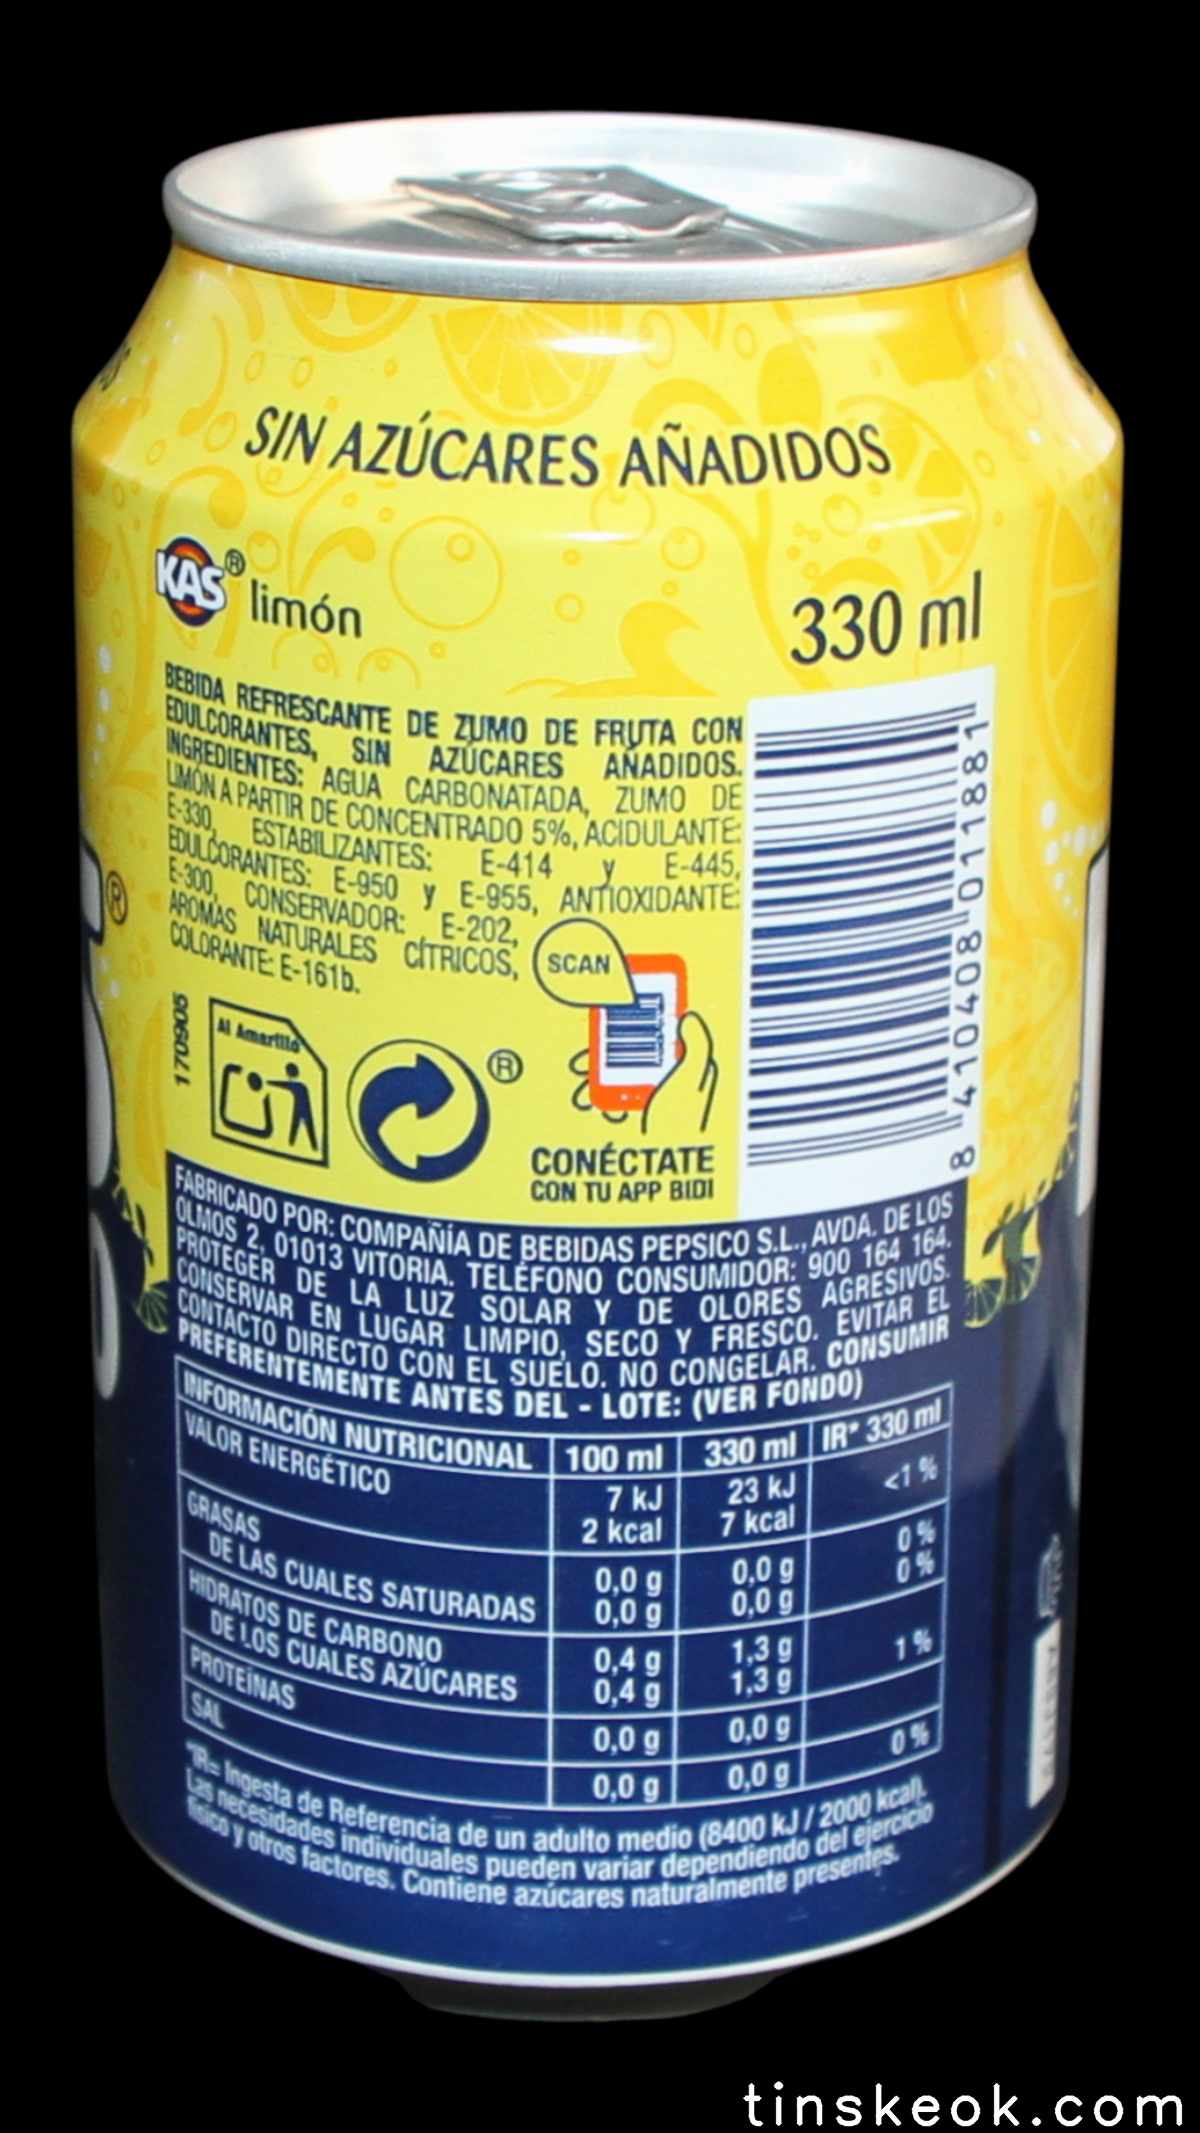 SIN AZÚCARES AÑADIDOS
KAS® limón
330 ml
BEBIDA REFRESCANTE DE ZUMO DE FRUTA CON
EDULCORANTES, SIN AZÚCARES AÑADIDOS.
INGREDIENTES: AGUA CARBONATADA, ZUMO DE
LIMÓN A PARTIR DE CONCENTRADO 5%, ACIDULANTE:
E-330, ESTABILIZANTES: E-414 y E-445,
EDULCORANTES: E-950 y E-955, ANTIOXIDANTE:
E-300, CONSERVADOR: E-202,
AROMAS NATURALES CÍTRICOS,
COLORANTE: E-161b.
SCAN
8 410408 011881
170905
Al Amarillo
®
®
CONÉCTATE
CON TU APP BIDI
FABRICADO POR: COMPAÑÍA DE BEBIDAS PEPSICO S.L., AVDA. DE LOS
OLMOS 2, 01013 VITORIA. TELÉFONO CONSUMIDOR: 900 164 164.
PROTEGER DE LA LUZ SOLAR Y DE OLORES AGRESIVOS.
CONSERVAR EN LUGAR LIMPIO, SECO Y FRESCO. EVITAR EL
CONTACTO DIRECTO CON EL SUELO. NO CONGELAR. CONSUMIR
PREFERENTEMENTE ANTES DEL - LOTE: (VER FONDO)
INFORMACIÓN NUTRICIONAL 100 ml 330 ml IR* 330 ml
VALOR ENERGÉTICO 7 kJ 23 kJ <1 %
2 kcal 7 kcal
GRASAS 0,0 g 0,0 g 0 %
DE LAS CUALES SATURADAS 0,0 g 0,0 g 0 %
HIDRATOS DE CARBONO 0,4 g 1,3 g
DE LOS CUALES AZÚCARES 0,4 g 1,3 g 1 %
PROTEÍNAS 0,0 g 0,0 g
SAL 0,0 g 0,0 g 0 %
*IR= Ingesta de Referencia de un adulto medio (8400 kJ / 2000 kcal).
Las necesidades individuales pueden variar dependiendo del ejercicio
físico y otros factores. Contiene azúcares naturalmente presentes.
tinskeok.com